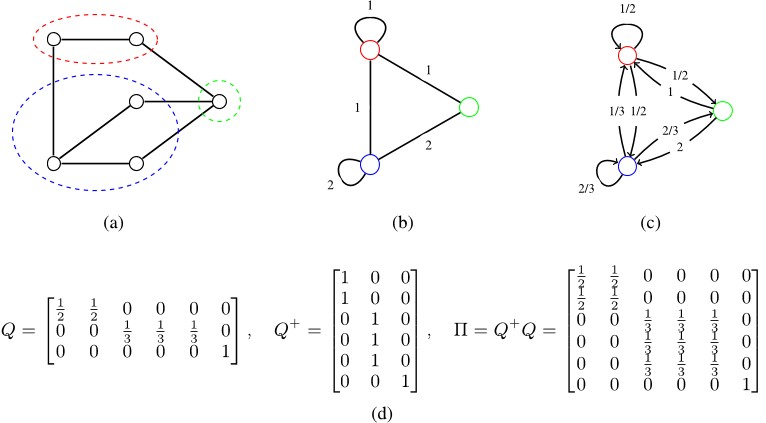 1
1
1
2
2
(a)
(b)
1/2
1/2
1
1/3 1/2
2/3
2
2/3
(c)
Q = [ 1/2 1/2 0 0 0 0
0 0 1/3 1/3 1/3 0
0 0 0 0 0 1 ] ,
Q⁺ = [ 1 0 0
1 0 0
0 1 0
0 1 0
0 1 0
0 0 1 ] ,
Π = Q⁺Q = [ 1/2 1/2 0 0 0 0
1/2 1/2 0 0 0 0
0 0 1/3 1/3 1/3 0
0 0 1/3 1/3 1/3 0
0 0 1/3 1/3 1/3 0
0 0 0 0 0 1 ]
(d)